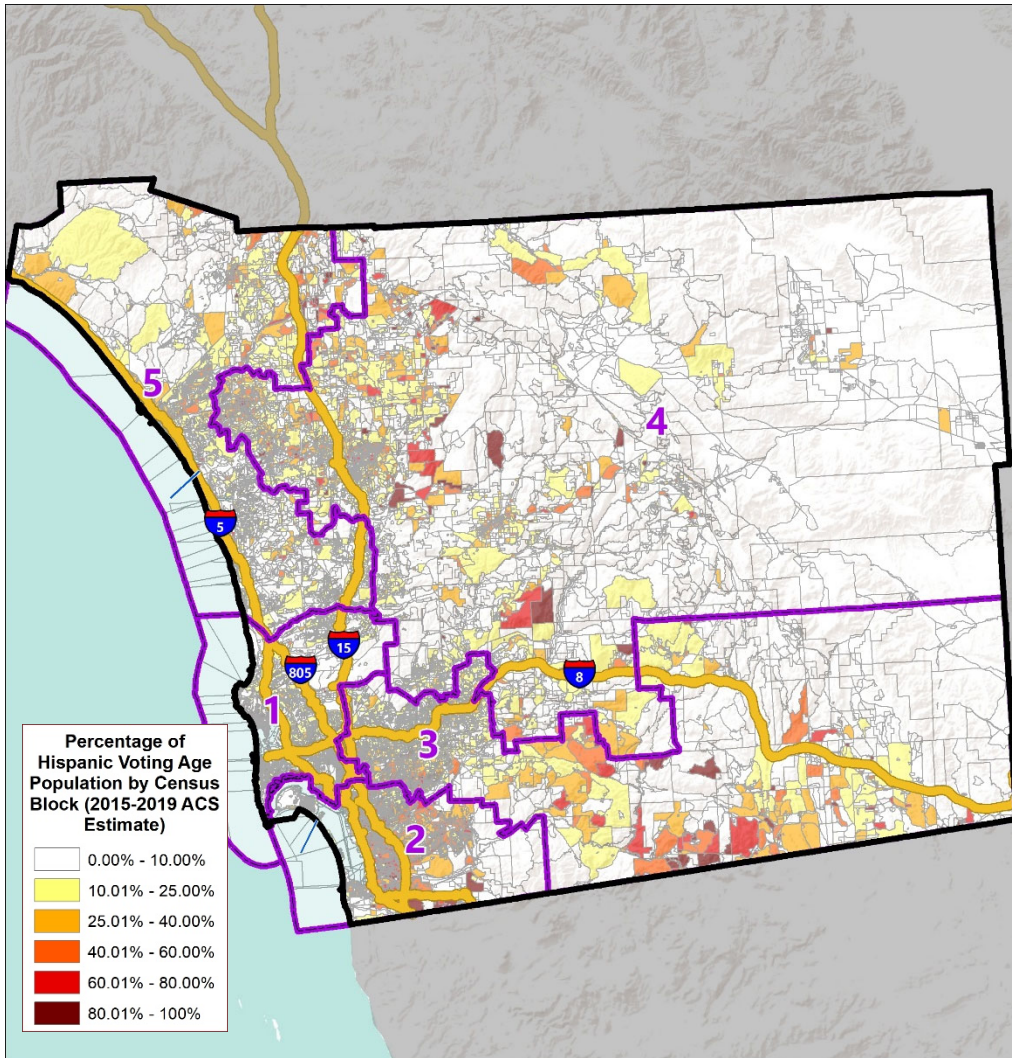 5
4
5
15
805
8
1
3
2
Percentage of
Hispanic Voting Age
Population by Census
Block (2015-2019 ACS
Estimate)
0.00% - 10.00%
10.01% - 25.00%
25.01% - 40.00%
40.01% - 60.00%
60.01% - 80.00%
80.01% - 100%